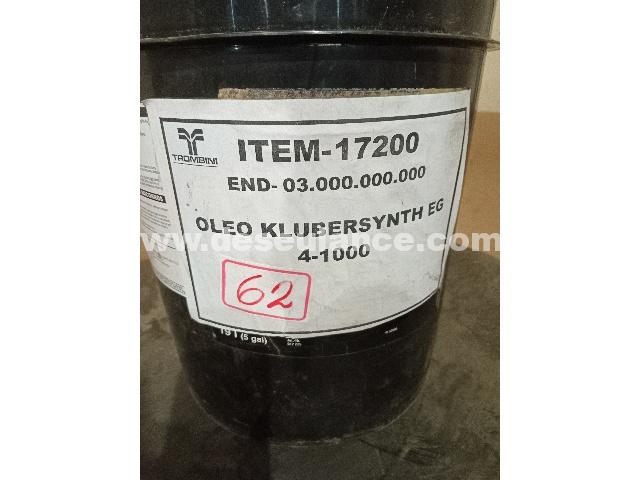 TROMBINI
ITEM-17200
END- 03.000.000.000
OLEO KLUBERSYNTH EG
4-1000
www.deseulance.com
62
19 l (5 gal)